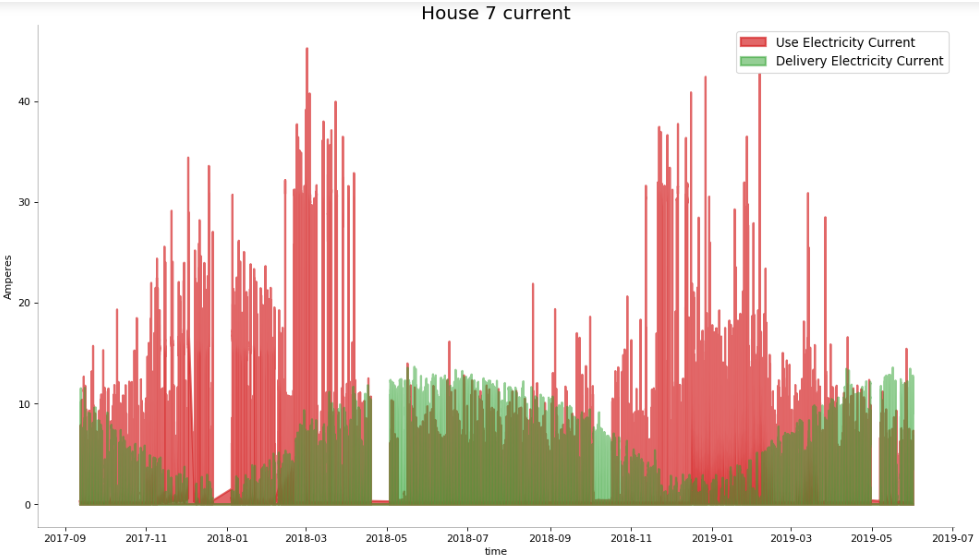 House 7 current
Use Electricity Current
Delivery Electricity Current
40
30
20
10
0
Amperes
2017-09 2017-11 2018-01 2018-03 2018-05 2018-07 2018-09 2018-11 2019-01 2019-03 2019-05 2019-07
time